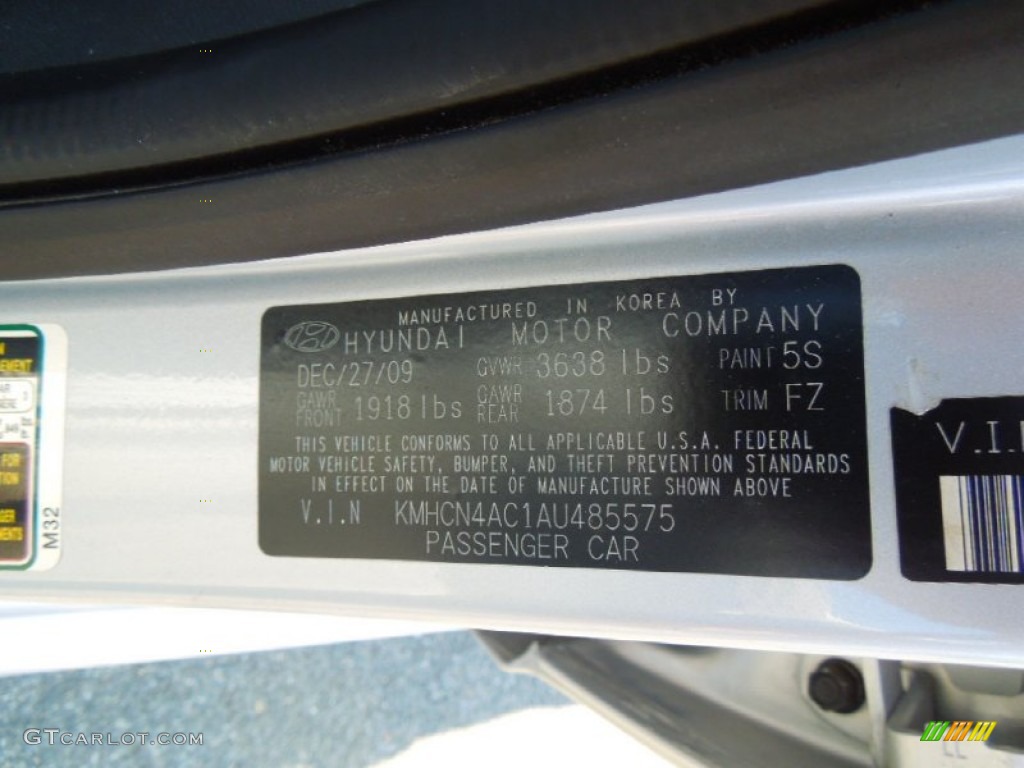 MANUFACTURED IN KOREA BY
HYUNDAI MOTOR COMPANY
DEC/27/09 GVWR 3638 lbs PAINT 5S
GAWR FRONT 1918 lbs GAWR REAR 1874 lbs TRIM FZ
THIS VEHICLE CONFORMS TO ALL APPLICABLE U.S.A. FEDERAL
MOTOR VEHICLE SAFETY, BUMPER, AND THEFT PREVENTION STANDARDS
IN EFFECT ON THE DATE OF MANUFACTURE SHOWN ABOVE
V.I.N KMHCN4AC1AU485575
PASSENGER CAR
M32
V.I.
GTCARLOT.COM